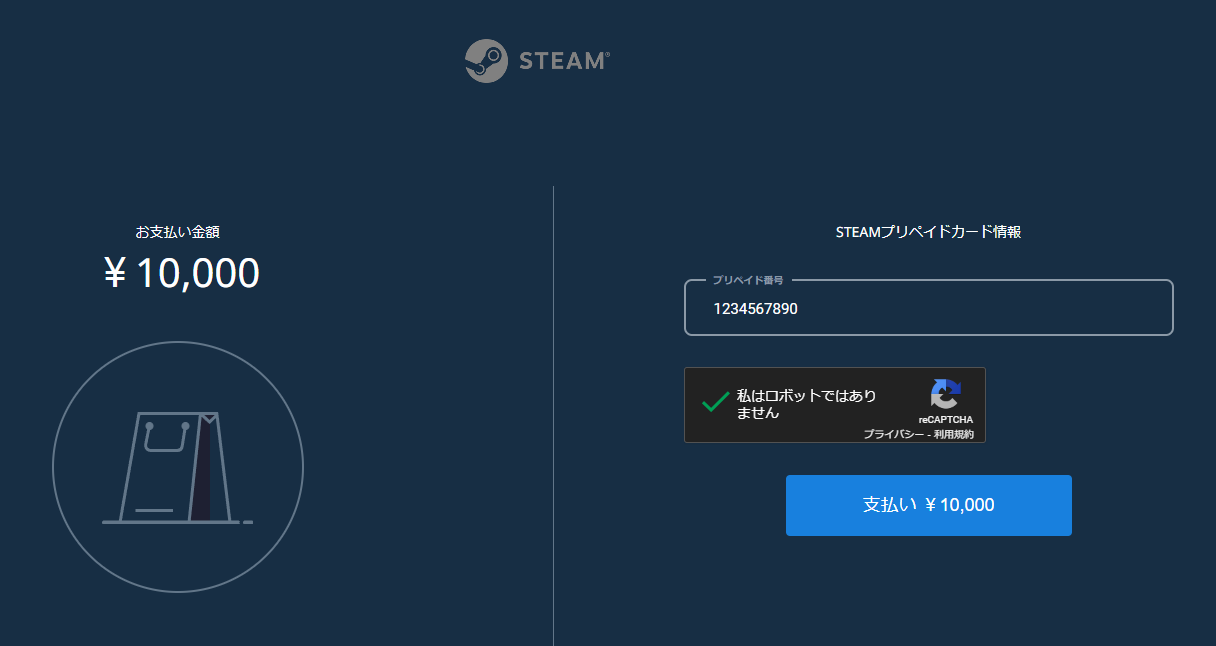 STEAM®
お支払い金額
¥ 10,000
STEAMプリペイドカード情報
プリペイド番号
1234567890
私はロボットではあり
ません
reCAPTCHA
プライバシー - 利用規約
支払い ¥ 10,000